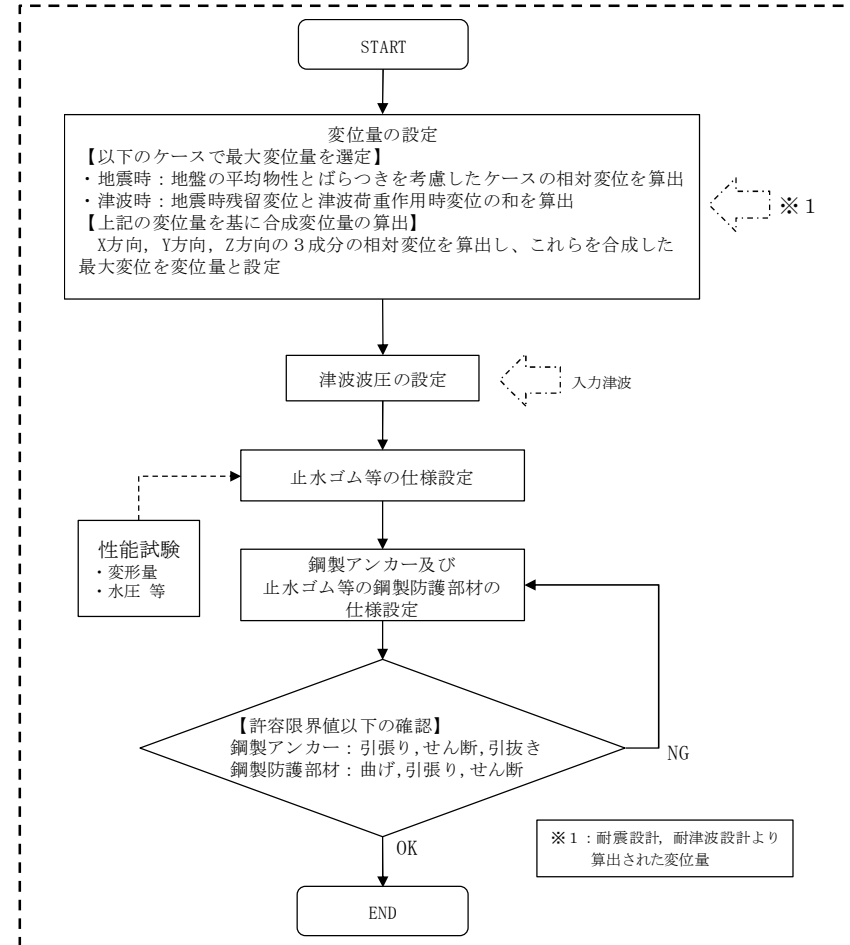 START
変位量の設定
【以下のケースで最大変位量を選定】
・地震時：地盤の平均物性とばらつきを考慮したケースの相対変位を算出
・津波時：地震時残留変位と津波荷重作用時変位の和を算出
【上記の変位量を基に合成変位量の算出】
X方向，Y方向，Z方向の３成分の相対変位を算出し、これらを合成した
最大変位を変位量と設定
※１
津波波圧の設定
入力津波
止水ゴム等の仕様設定
性能試験
・変形量
・水圧 等
鋼製アンカー及び
止水ゴム等の鋼製防護部材の
仕様設定
【許容限界値以下の確認】
鋼製アンカー：引張り,せん断,引抜き
鋼製防護部材：曲げ,引張り,せん断
NG
OK
※１：耐震設計，耐津波設計より
算出された変位量
END